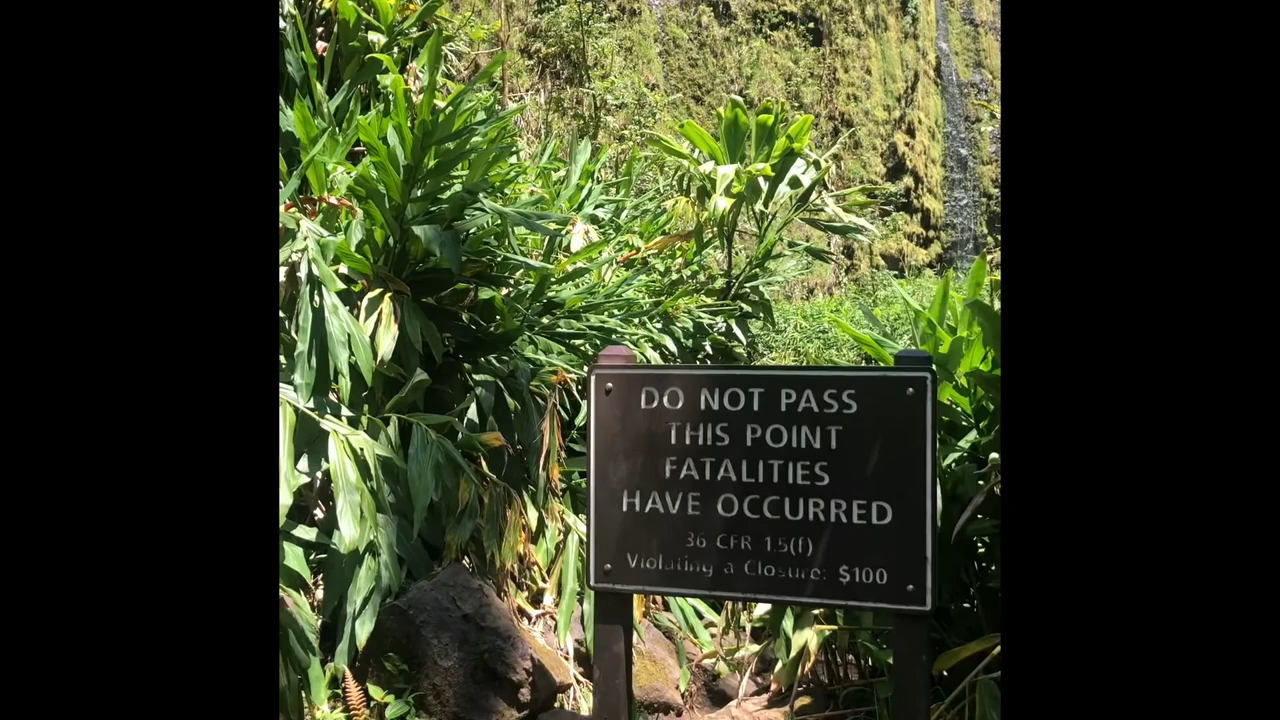 DO NOT PASS
THIS POINT
FATALITIES
HAVE OCCURRED
36 CFR 1.5(f)
Violating a Closure: $100